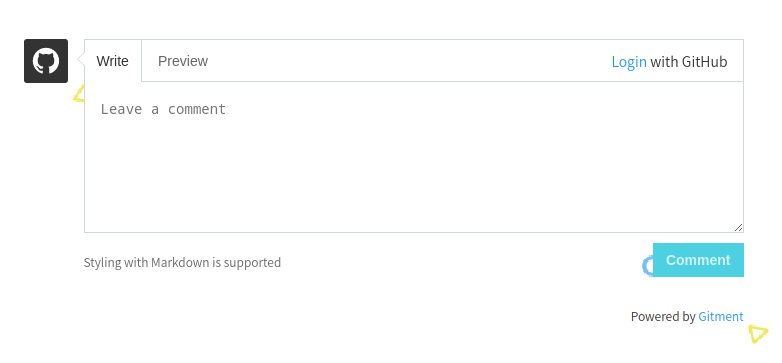 Write Preview Login with GitHub
Leave a comment
Styling with Markdown is supported Comment
Powered by Gitment